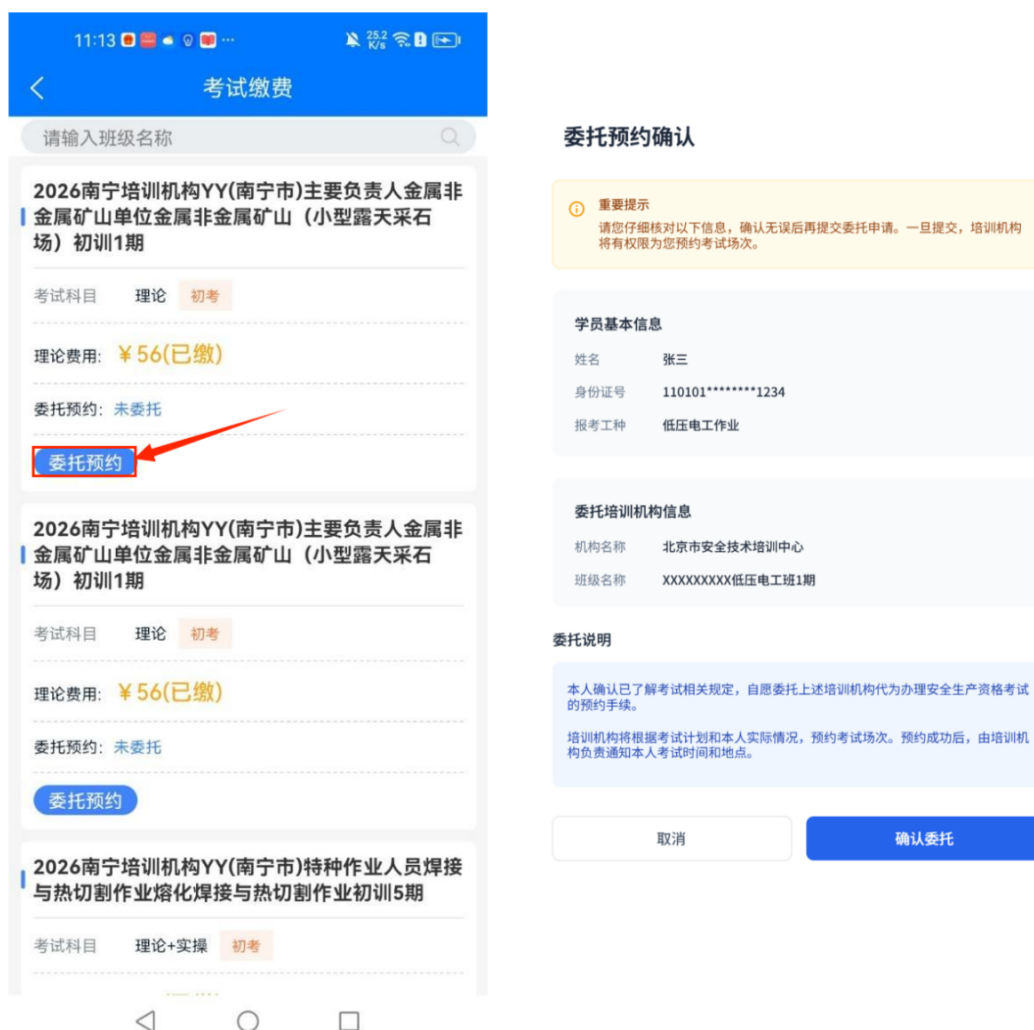 11:13
25.2
K/s
考试缴费
请输入班级名称
2026南宁培训机构YY(南宁市)主要负责人金属非
金属矿山单位金属非金属矿山（小型露天采石
场）初训1期
考试科目 理论 初考
理论费用: ￥56(已缴)
委托预约: 未委托
委托预约
2026南宁培训机构YY(南宁市)主要负责人金属非
金属矿山单位金属非金属矿山（小型露天采石
场）初训1期
考试科目 理论 初考
理论费用: ￥56(已缴)
委托预约: 未委托
委托预约
2026南宁培训机构YY(南宁市)特种作业人员焊接
与热切割作业熔化焊接与热切割作业初训5期
考试科目 理论+实操 初考
委托预约确认
重要提示
请您仔细核对以下信息，确认无误后再提交委托申请。一旦提交，培训机构
将有权限为您预约考试场次。
学员基本信息
姓名 张三
身份证号 110101********1234
报考工种 低压电工作业
委托培训机构信息
机构名称 北京市安全技术培训中心
班级名称 XXXXXXXXX低压电工班1期
委托说明
本人确认已了解考试相关规定，自愿委托上述培训机构代为办理安全生产资格考试
的预约手续。
培训机构将根据考试计划和本人实际情况，预约考试场次。预约成功后，由培训机
构负责通知本人考试时间和地点。
取消
确认委托